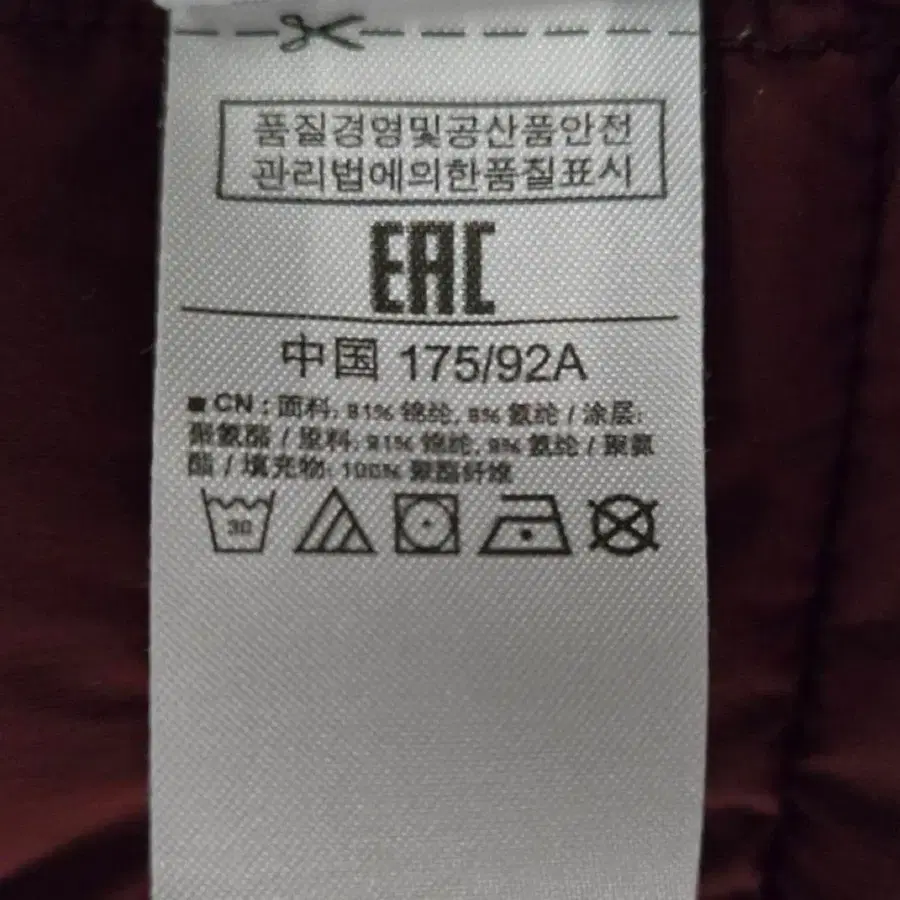 품질경영및공산품안전
관리법에의한품질표시
EAC
中国 175/92A
■ CN : 面料: 91% 锦纶, 9% 氨纶 / 涂层:
聚氨酯 / 原料: 91% 锦纶, 9% 氨纶 / 聚氨
酯 / 填充物: 100% 聚酯纤维
30